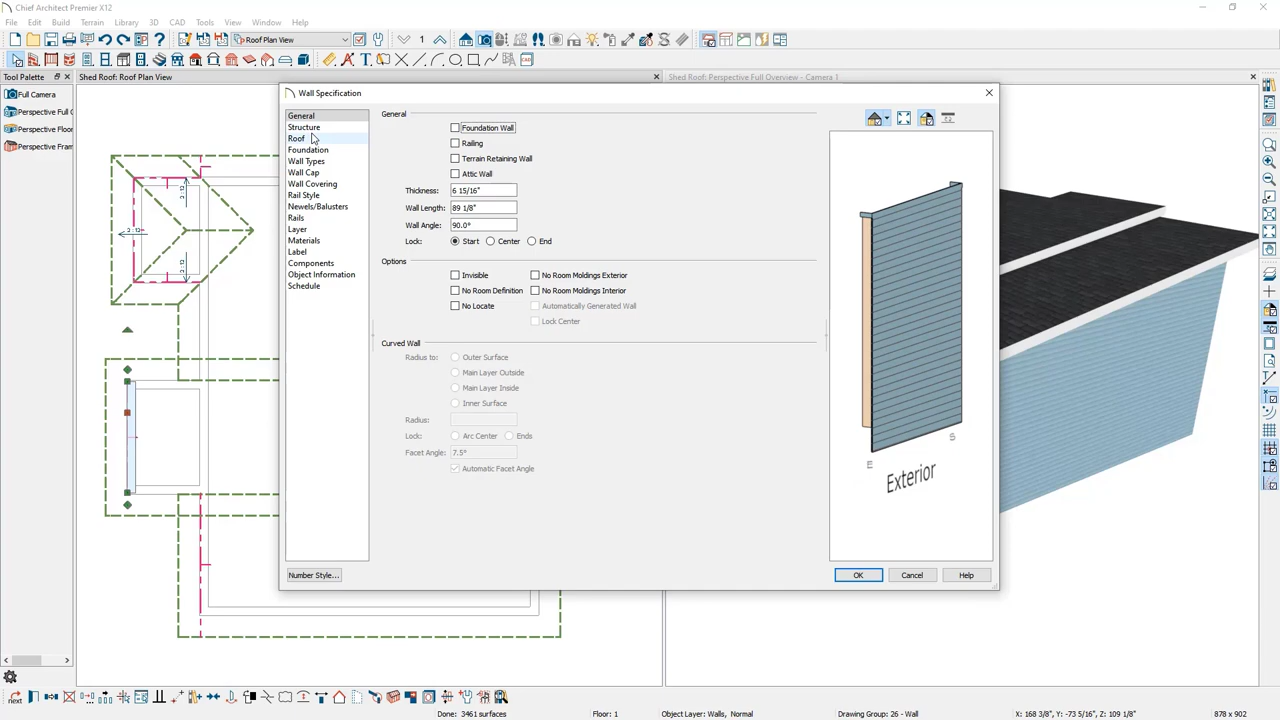 Chief Architect Premier X12
File Edit Build Terrain Library 3D CAD Tools View Window Help
Roof Plan View
Tool Palette
Shed Roof: Roof Plan View
Shed Roof: Perspective Full Overview - Camera 1
Full Camera
Perspective Full C
Perspective Floor
Perspective Fram
Wall Specification
General
Structure
Roof
Foundation
Wall Types
Wall Cap
Wall Covering
Rail Style
Newels/Balusters
Rails
Layer
Materials
Label
Components
Object Information
Schedule
Number Style...
General
Foundation Wall
Railing
Terrain Retaining Wall
Attic Wall
Thickness: 6 15/16"
Wall Length: 89 1/8"
Wall Angle: 90.0°
Lock: Start Center End
Options
Invisible No Room Moldings Exterior
No Room Definition No Room Moldings Interior
No Locate Automatically Generated Wall
Lock Center
Curved Wall
Radius to: Outer Surface
Main Layer Outside
Main Layer Inside
Inner Surface
Radius:
Lock: Arc Center Ends
Facet Angle: 7.5°
Automatic Facet Angle
E
S
Exterior
OK Cancel Help
next
Done: 3461 surfaces
Floor: 1
Object Layer: Walls, Normal
Drawing Group: 26 - Wall
X: 168 3/8", Y: -73 5/16", Z: 109 1/8"
878 x 902